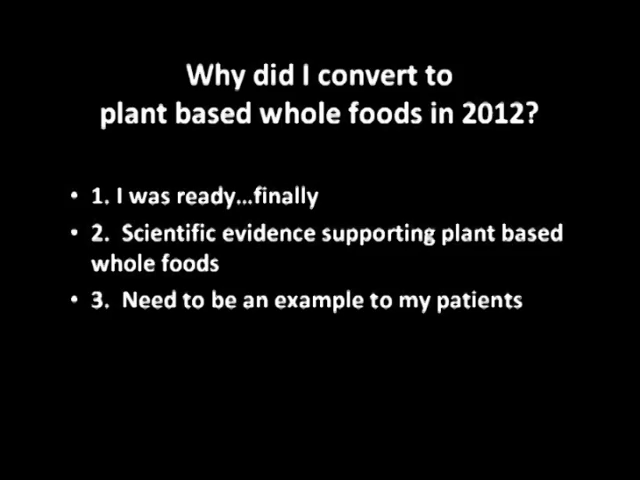 Why did I convert to
plant based whole foods in 2012?
• 1. I was ready...finally
• 2. Scientific evidence supporting plant based
whole foods
• 3. Need to be an example to my patients